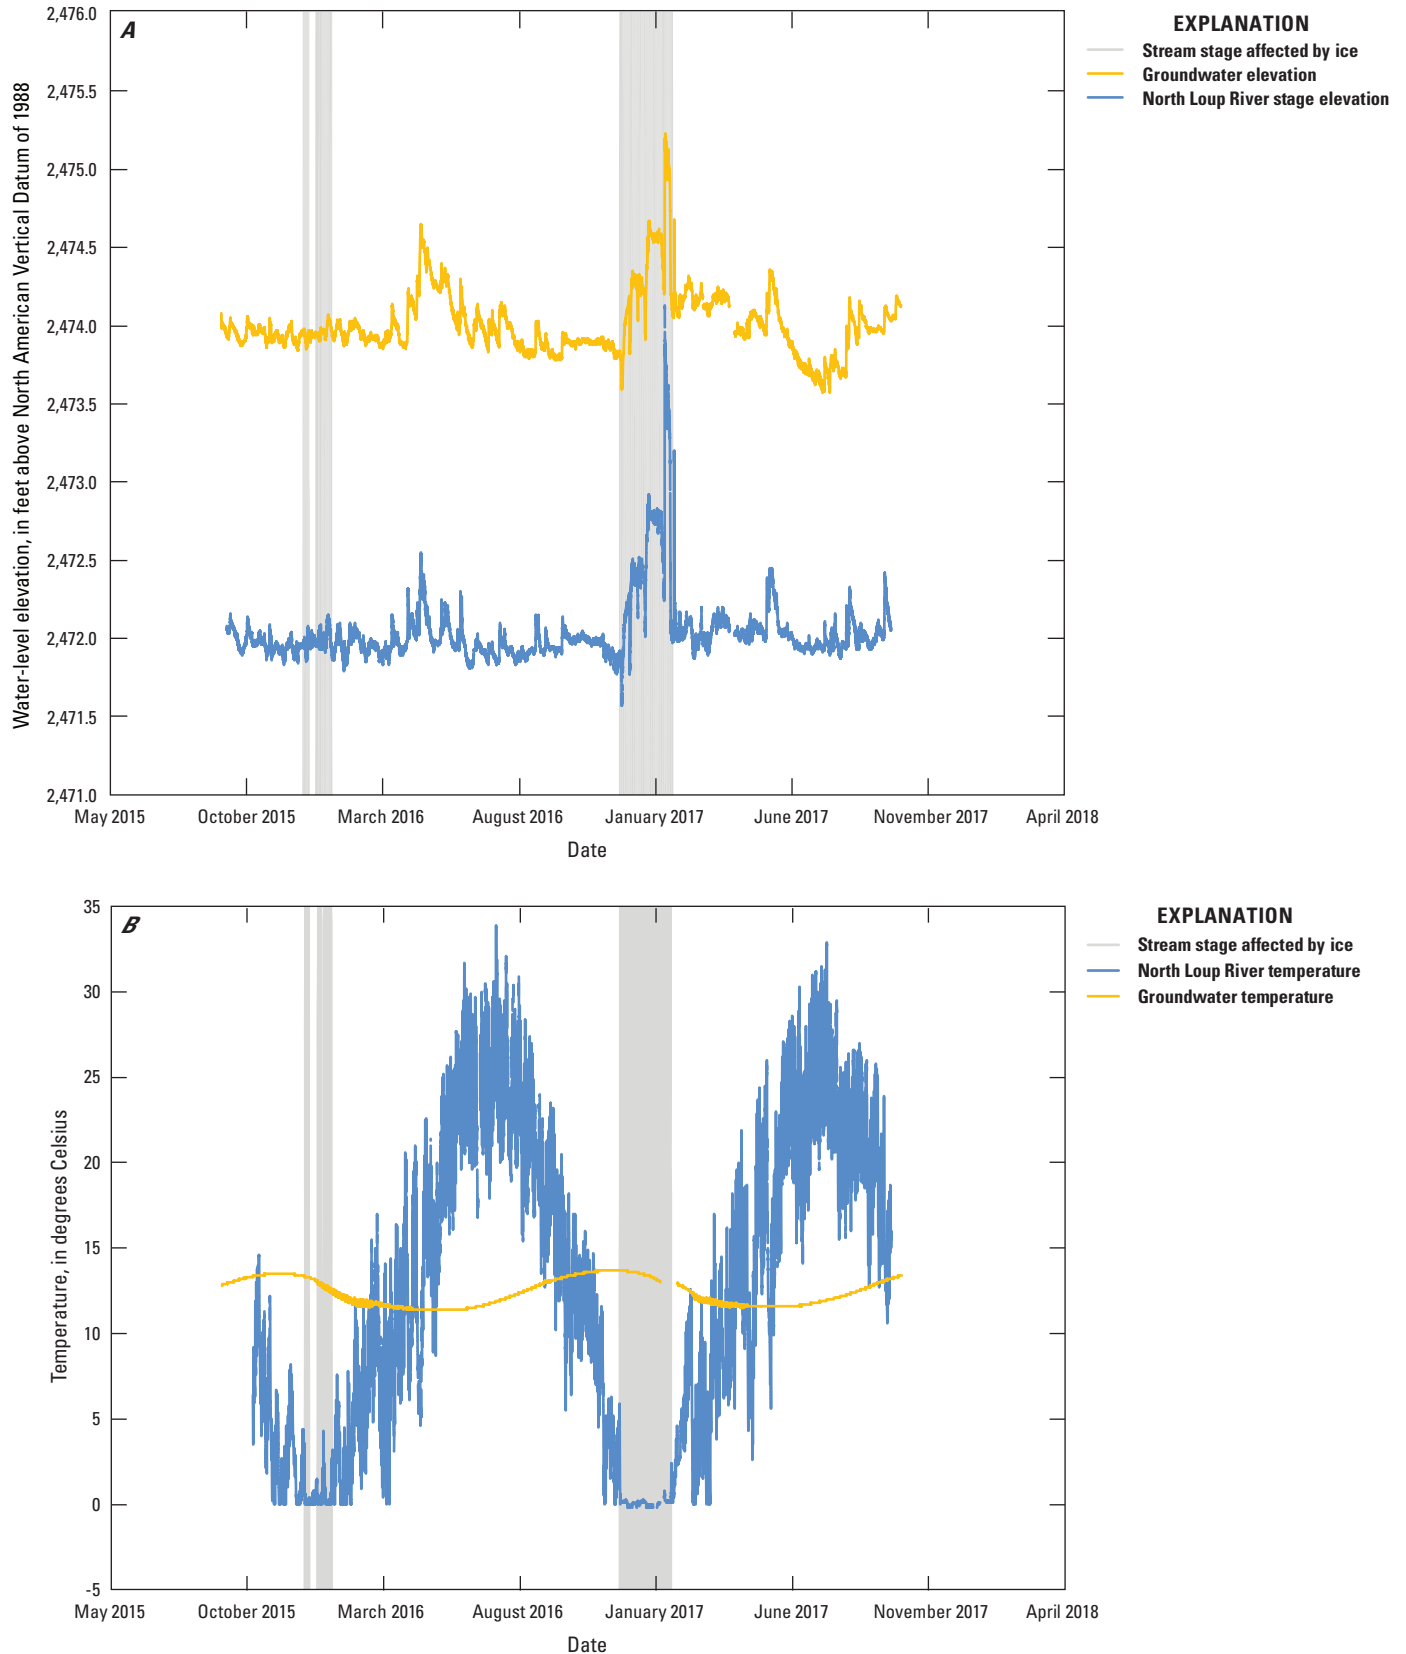 A
EXPLANATION
Stream stage affected by ice
Groundwater elevation
North Loup River stage elevation
Water-level elevation, in feet above North American Vertical Datum of 1988
2,476.0
2,475.5
2,475.0
2,474.5
2,474.0
2,473.5
2,473.0
2,472.5
2,472.0
2,471.5
2,471.0
May 2015 October 2015 March 2016 August 2016 January 2017 June 2017 November 2017 April 2018
Date
B
EXPLANATION
Stream stage affected by ice
North Loup River temperature
Groundwater temperature
Temperature, in degrees Celsius
35
30
25
20
15
10
5
0
-5
May 2015 October 2015 March 2016 August 2016 January 2017 June 2017 November 2017 April 2018
Date